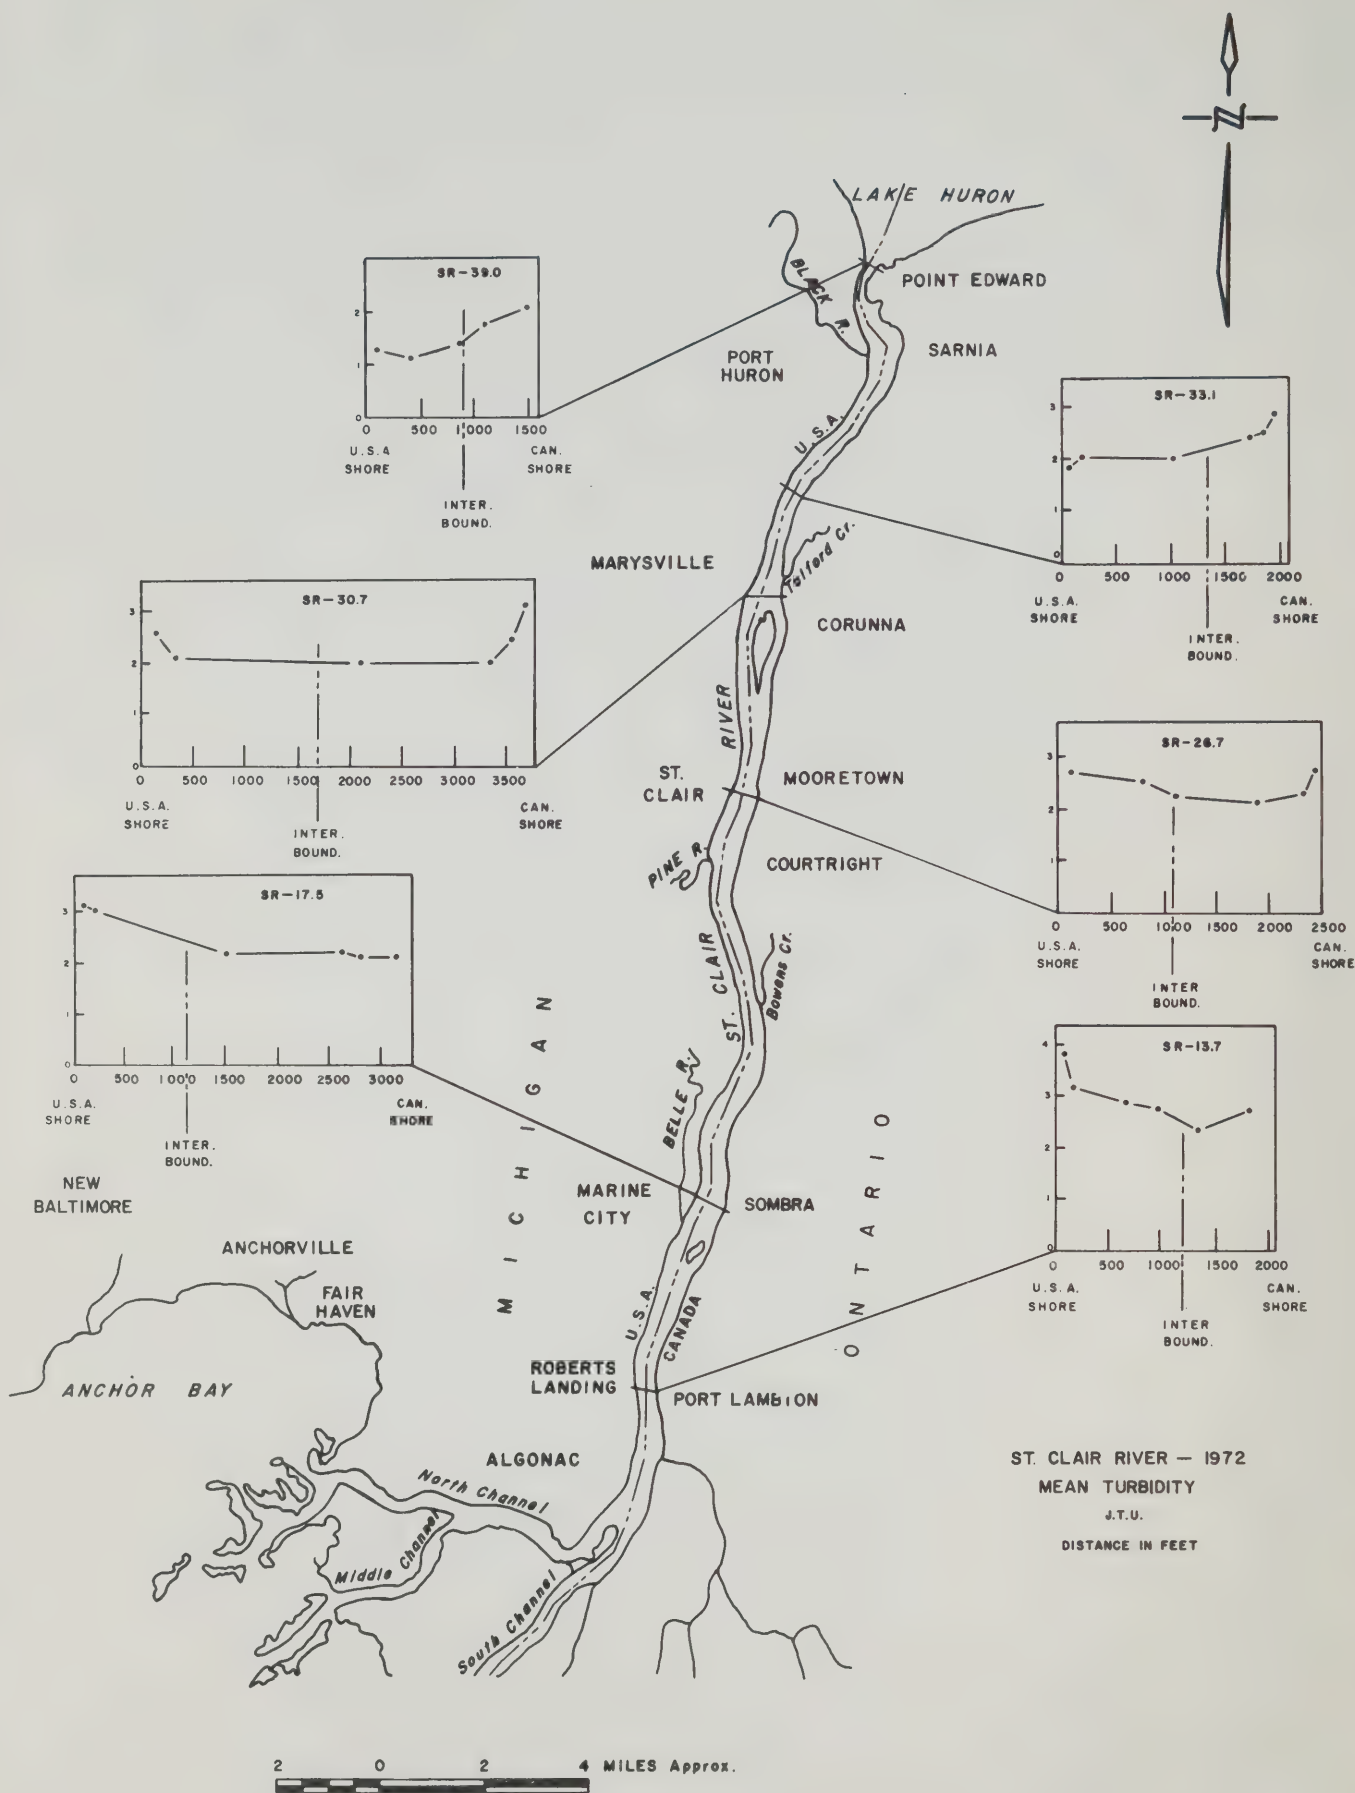 N
LAKE HURON
BLACK R.
POINT EDWARD
SARNIA
PORT
HURON
U.S.A.
SR-39.0
2
1
0
0 500 1000 1500
U.S.A
SHORE
CAN.
SHORE
INTER.
BOUND.
SR-33.1
3
2
1
0
0 500 1000 1500 2000
U.S.A.
SHORE
CAN.
SHORE
INTER.
BOUND.
MARYSVILLE
Talford Cr.
CORUNNA
SR-30.7
3
2
1
0
0 500 1000 1500 2000 2500 3000 3500
U.S.A.
SHORE
CAN.
SHORE
INTER.
BOUND.
RIVER
ST.
CLAIR
MOORETOWN
SR-26.7
3
2
1
0 500 1000 1500 2000 2500
U.S.A.
SHORE
CAN.
SHORE
INTER
BOUND.
PINE R.
COURTRIGHT
SR-17.5
3
2
1
0
0 500 1000 1500 2000 2500 3000
U.S.A.
SHORE
CAN.
SHORE
INTER.
BOUND.
ST. CLAIR
Bowens Cr.
MICHIGAN
BELLE R.
ONTARIO
SR-13.7
4
3
2
1
0
0 500 1000 1500 2000
U.S.A.
SHORE
CAN.
SHORE
INTER
BOUND.
NEW
BALTIMORE
MARINE
CITY
SOMBRA
ANCHORVILLE
FAIR
HAVEN
U.S.A.
CANADA
ANCHOR BAY
ROBERTS
LANDING
PORT LAMBTON
ALGONAC
North Channel
Middle Channel
South Channel
ST. CLAIR RIVER — 1972
MEAN TURBIDITY
J.T.U.
DISTANCE IN FEET
2 0 2 4 MILES Approx.